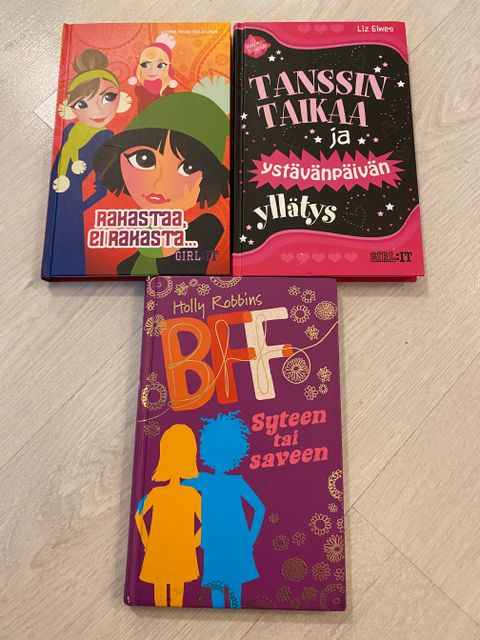 RAKASTAA,
EI RAKASTA...
GIRL:IT
Liz Elwes
TANSSIN
TAIKAA
ja
ystävänpäivän
yllätys
GIRL:IT
Holly Robbins
BFF
Syteen
tai
saveen